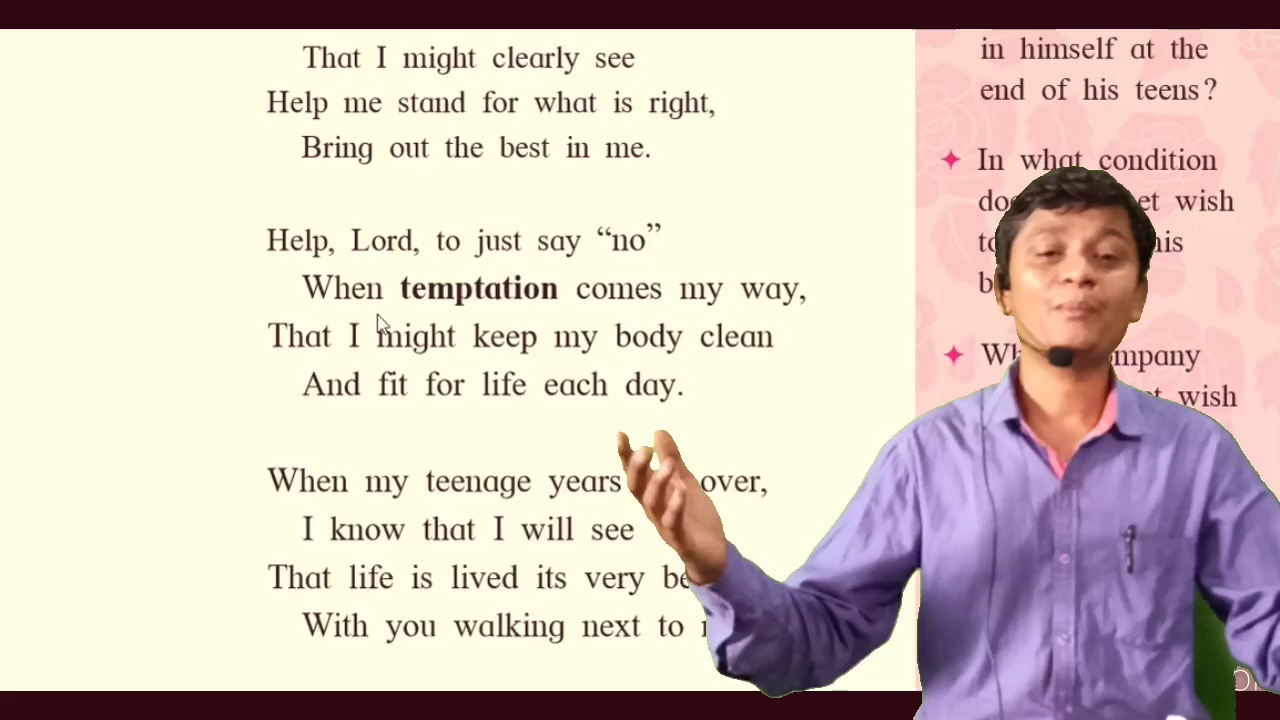 That I might clearly see
Help me stand for what is right,
Bring out the best in me.
Help, Lord, to just say “no”
When temptation comes my way,
That I might keep my body clean
And fit for life each day.
When my teenage years over,
I know that I will see
That life is lived its very
With you walking next to
in himself at the
end of his teens?
In what condition
wish
wish